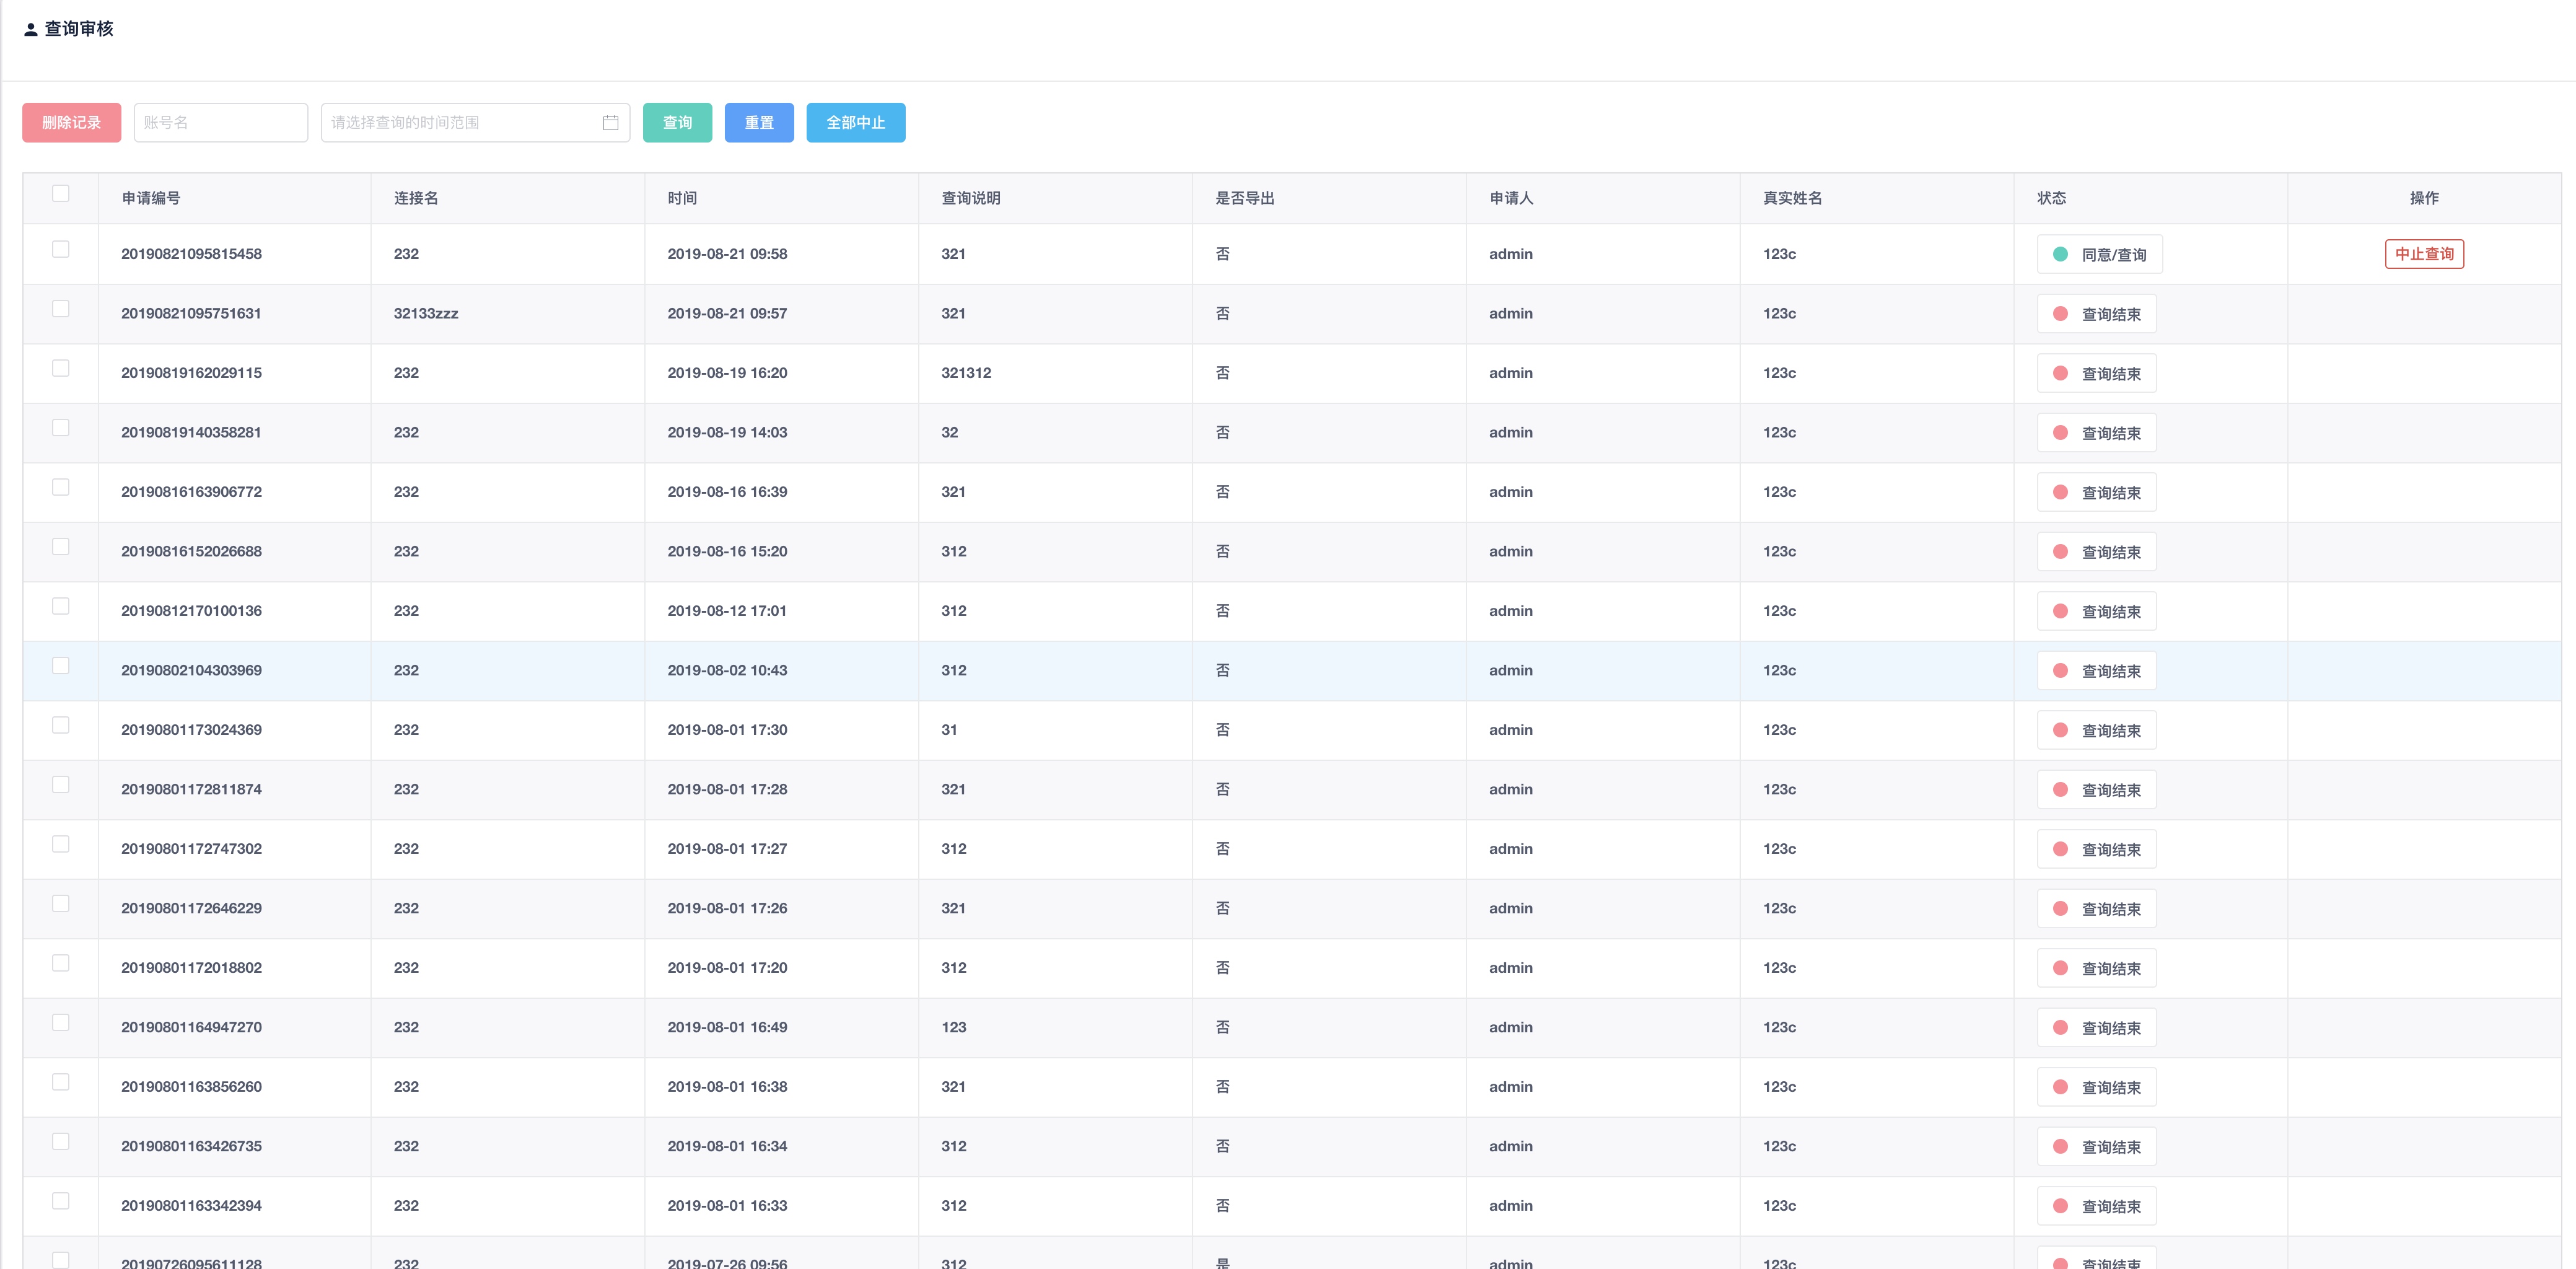 查询审核
删除记录 账号名 请选择查询的时间范围 查询 重置 全部中止
申请编号 连接名 时间 查询说明 是否导出 申请人 真实姓名 状态 操作
20190821095815458 232 2019-08-21 09:58 321 否 admin 123c 同意/查询 中止查询
20190821095751631 32133zzz 2019-08-21 09:57 321 否 admin 123c 查询结束
20190819162029115 232 2019-08-19 16:20 321312 否 admin 123c 查询结束
20190819140358281 232 2019-08-19 14:03 32 否 admin 123c 查询结束
20190816163906772 232 2019-08-16 16:39 321 否 admin 123c 查询结束
20190816152026688 232 2019-08-16 15:20 312 否 admin 123c 查询结束
20190812170100136 232 2019-08-12 17:01 312 否 admin 123c 查询结束
20190802104303969 232 2019-08-02 10:43 312 否 admin 123c 查询结束
20190801173024369 232 2019-08-01 17:30 31 否 admin 123c 查询结束
20190801172811874 232 2019-08-01 17:28 321 否 admin 123c 查询结束
20190801172747302 232 2019-08-01 17:27 312 否 admin 123c 查询结束
20190801172646229 232 2019-08-01 17:26 321 否 admin 123c 查询结束
20190801172018802 232 2019-08-01 17:20 312 否 admin 123c 查询结束
20190801164947270 232 2019-08-01 16:49 123 否 admin 123c 查询结束
20190801163856260 232 2019-08-01 16:38 321 否 admin 123c 查询结束
20190801163426735 232 2019-08-01 16:34 312 否 admin 123c 查询结束
20190801163342394 232 2019-08-01 16:33 312 否 admin 123c 查询结束
20190726095611128 232 2019-07-26 09:56 312 是 admin 123c 查询结束